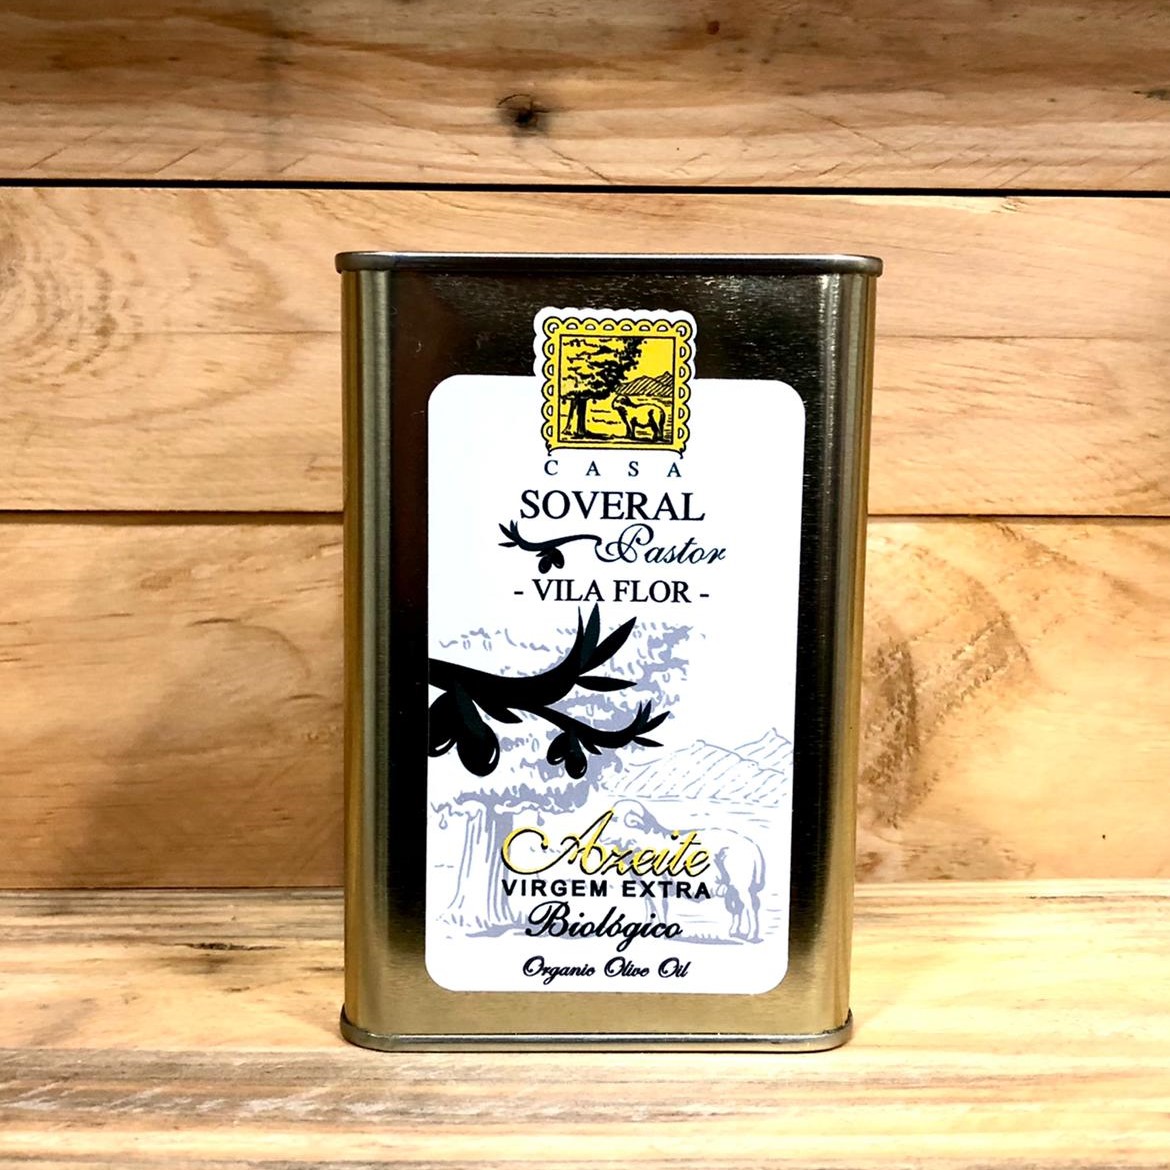 CASA
SOVERAL
Pastor
- VILA FLOR -
Azeite
VIRGEM EXTRA
Biológico
Organic Olive Oil